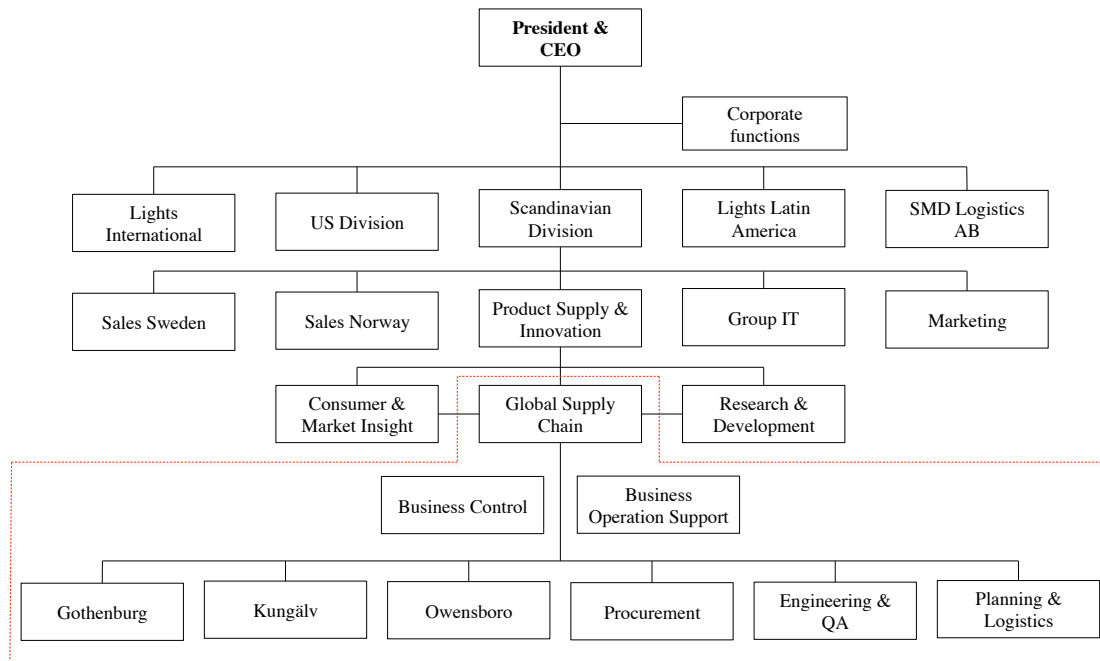 President &
CEO
Corporate
functions
Lights
International
US Division
Scandinavian
Division
Lights Latin
America
SMD Logistics
AB
Sales Sweden
Sales Norway
Product Supply &
Innovation
Group IT
Marketing
Consumer &
Market Insight
Global Supply
Chain
Research &
Development
Business Control
Business
Operation Support
Gothenburg
Kungälv
Owensboro
Procurement
Engineering &
QA
Planning &
Logistics